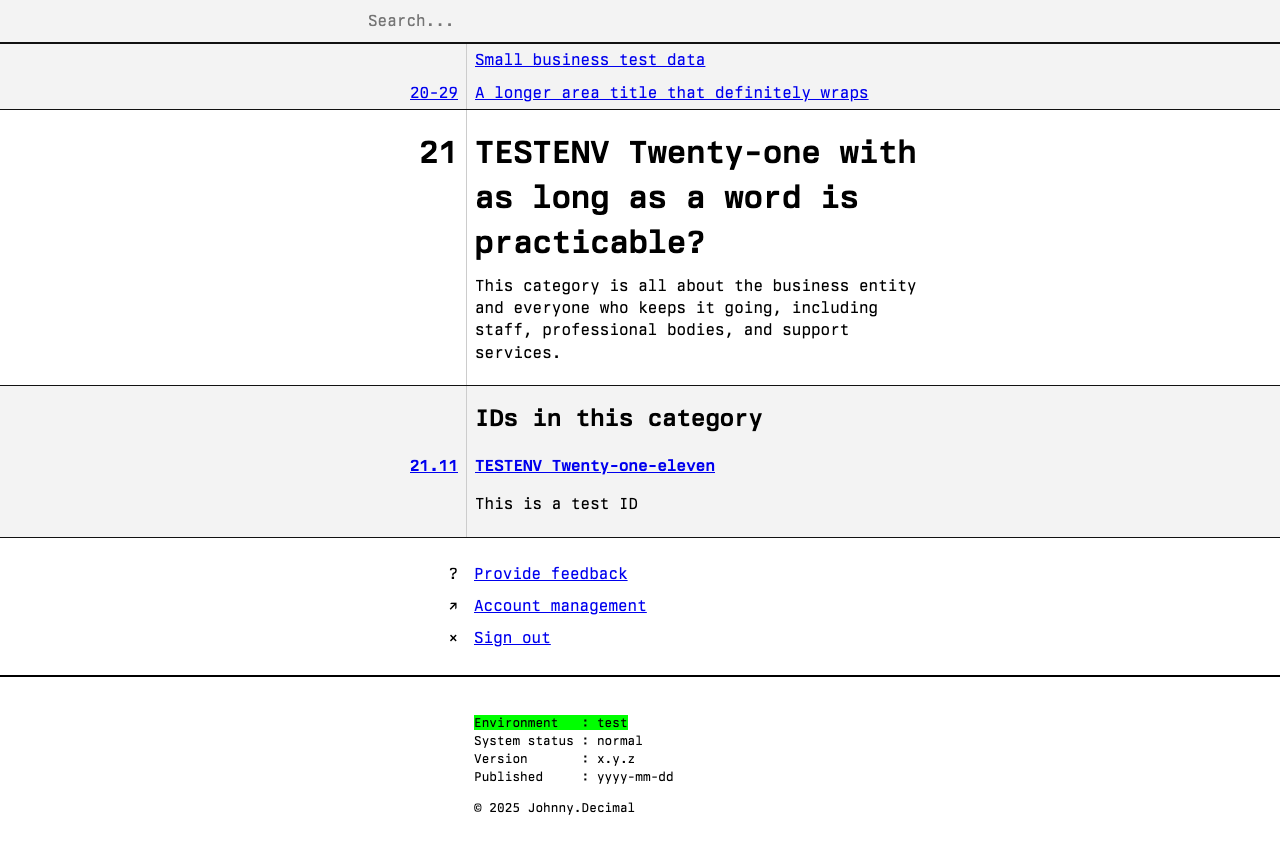 Search...
Small business test data
20-29 A longer area title that definitely wraps
21 TESTENV Twenty-one with
as long as a word is
practicable?
This category is all about the business entity
and everyone who keeps it going, including
staff, professional bodies, and support
services.
IDs in this category
21.11 TESTENV Twenty-one-eleven
This is a test ID
? Provide feedback
↗ Account management
× Sign out
Environment : test
System status : normal
Version : x.y.z
Published : yyyy-mm-dd
© 2025 Johnny.Decimal